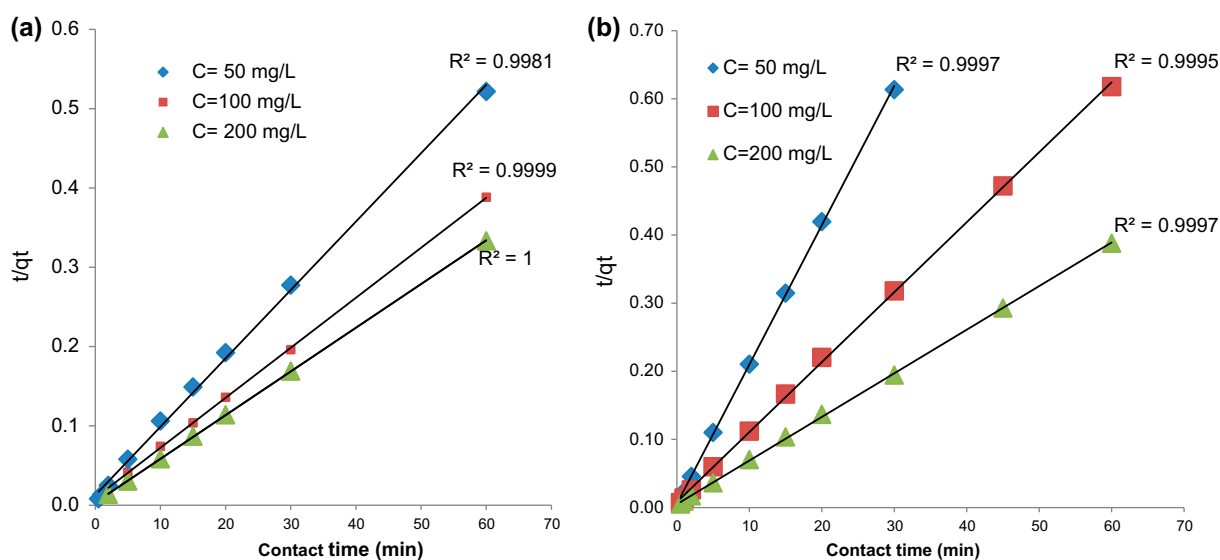 (a)
0.6
0.5
0.4
0.3
0.2
0.1
0.0
t/qt
C= 50 mg/L
C=100 mg/L
C= 200 mg/L
R² = 0.9981
R² = 0.9999
R² = 1
0 10 20 30 40 50 60 70
Contact time (min)
(b)
0.70
0.60
0.50
0.40
0.30
0.20
0.10
0.00
t/qt
C= 50 mg/L
C=100 mg/L
C=200 mg/L
R² = 0.9997
R² = 0.9995
R² = 0.9997
0 10 20 30 40 50 60 70
Contact time (min)